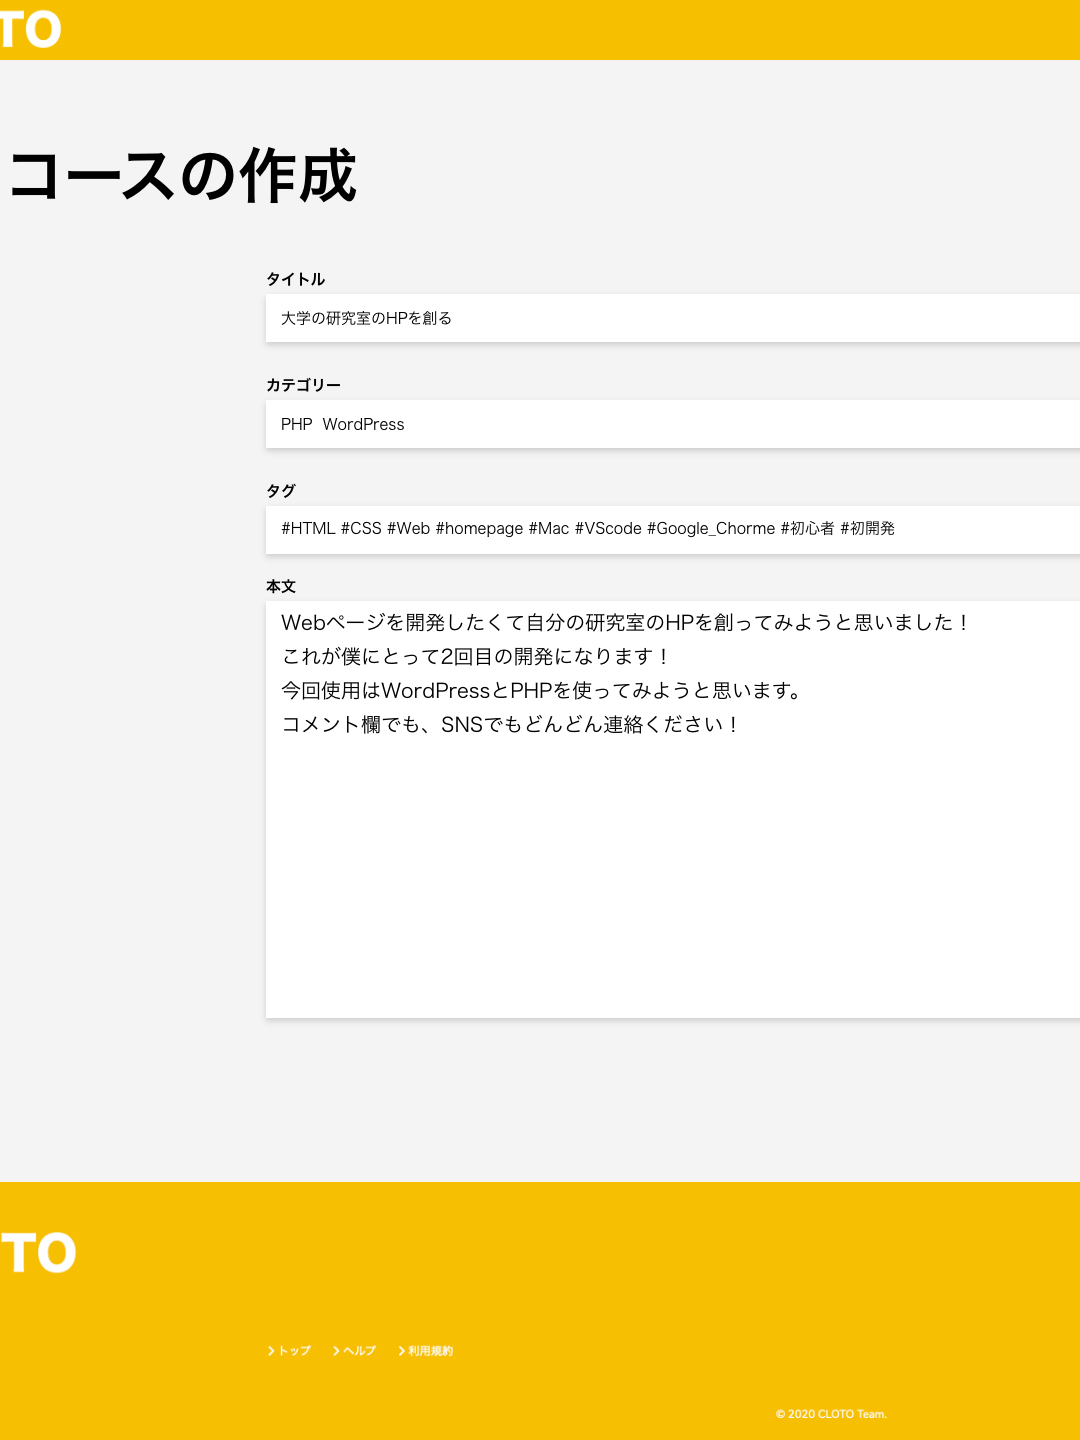 TO
コースの作成
タイトル
大学の研究室のHPを創る
カテゴリー
PHP WordPress
タグ
#HTML #CSS #Web #homepage #Mac #VScode #Google_Chorme #初心者 #初開発
本文
Webページを開発したくて自分の研究室のHPを創ってみようと思いました！
これが僕にとって2回目の開発になります！
今回使用はWordPressとPHPを使ってみようと思います。
コメント欄でも、SNSでもどんどん連絡ください！
TO
トップ ヘルプ 利用規約
© 2020 CLOTO Team.